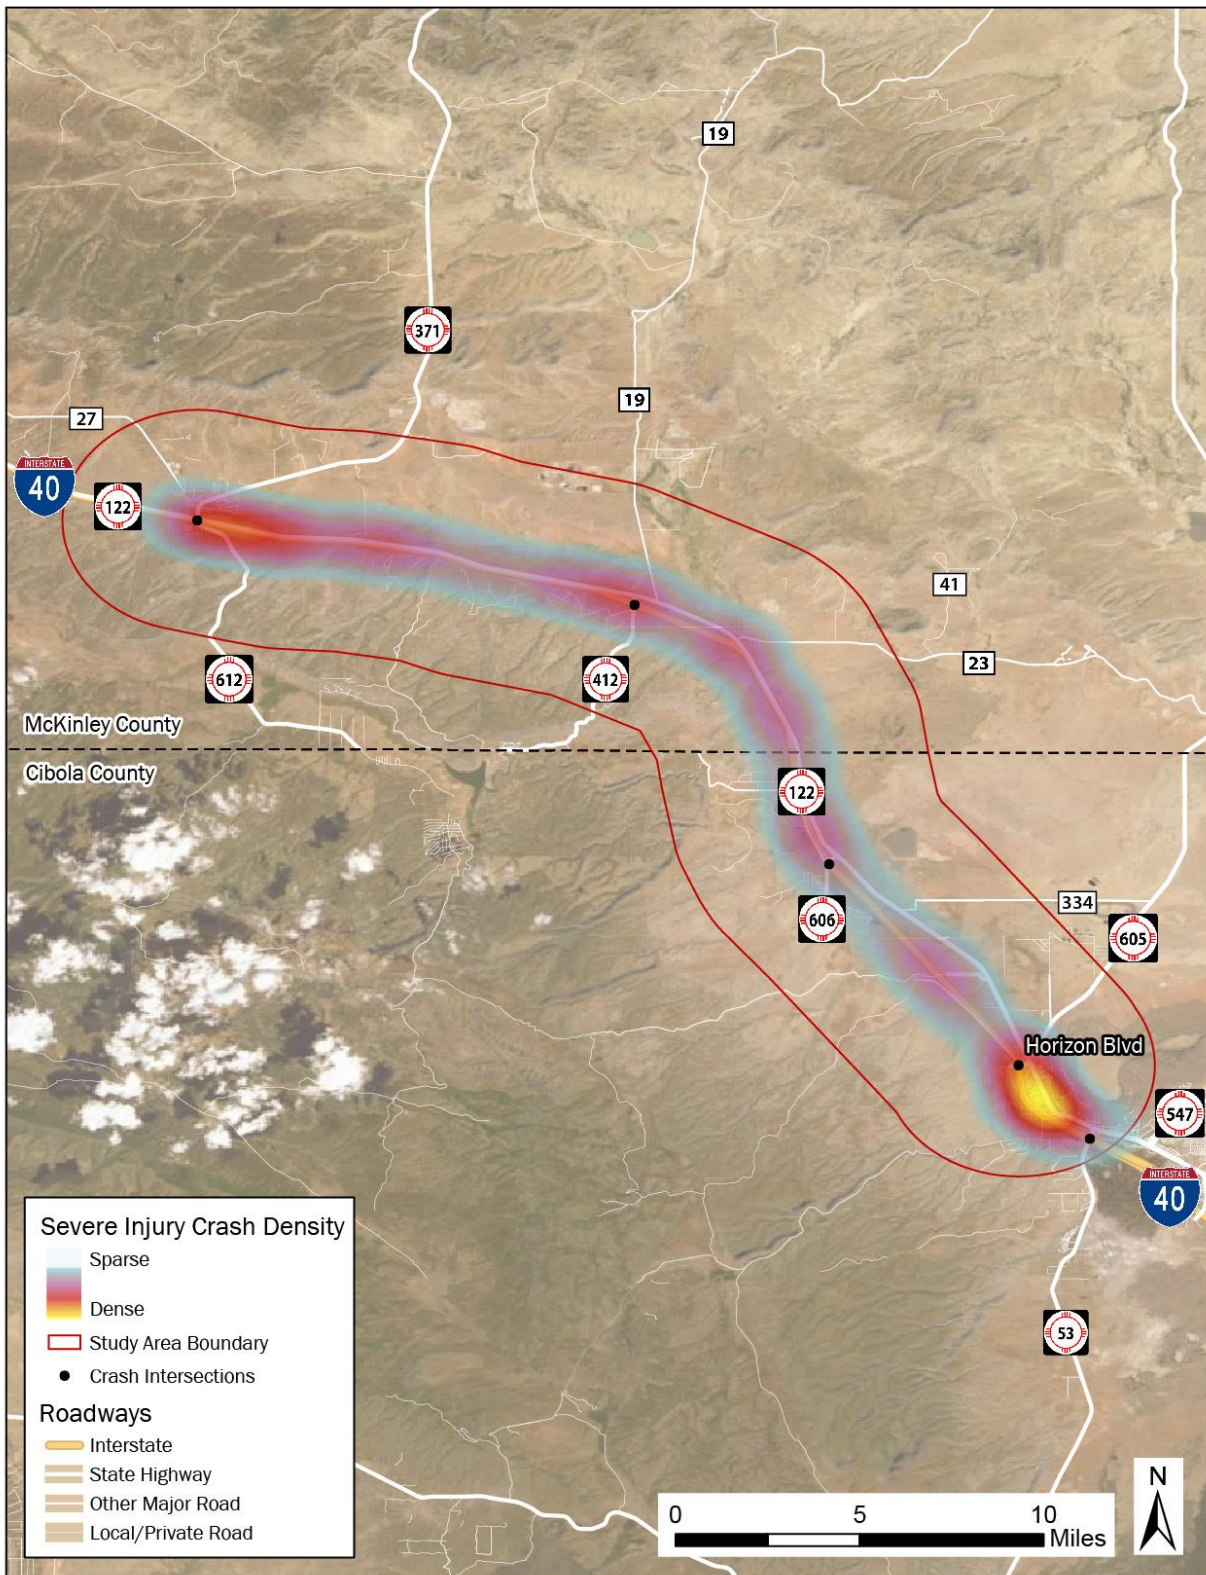 19
371
19
27
INTERSTATE
40
122
41
23
612
412
McKinley County
Cibola County
122
334
606
605
Horizon Blvd
547
INTERSTATE
40
53
Severe Injury Crash Density
Sparse
Dense
Study Area Boundary
Crash Intersections
Roadways
Interstate
State Highway
Other Major Road
Local/Private Road
0 5 10
Miles
N